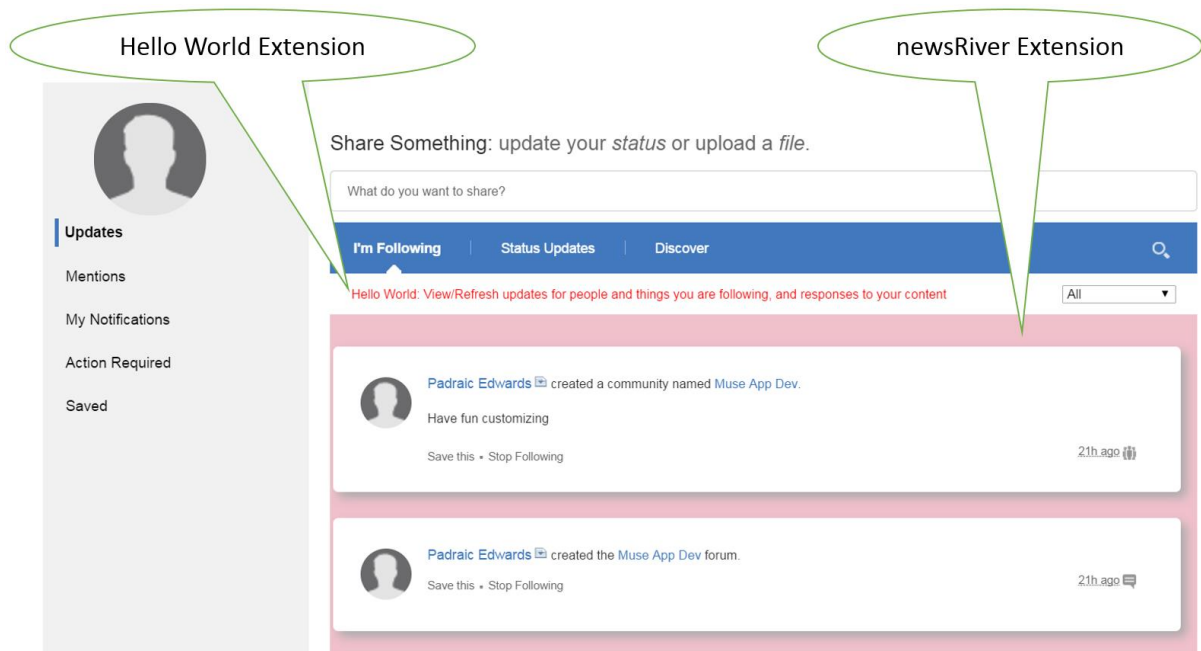 Hello World Extension
newsRiver Extension
Share Something: update your status or upload a file.
What do you want to share?
Updates
Mentions
My Notifications
Action Required
Saved
I'm Following
Status Updates
Discover
Hello World: View/Refresh updates for people and things you are following, and responses to your content
All
Padraic Edwards created a community named Muse App Dev.
Have fun customizing
Save this • Stop Following
21h ago
Padraic Edwards created the Muse App Dev forum.
Save this • Stop Following
21h ago